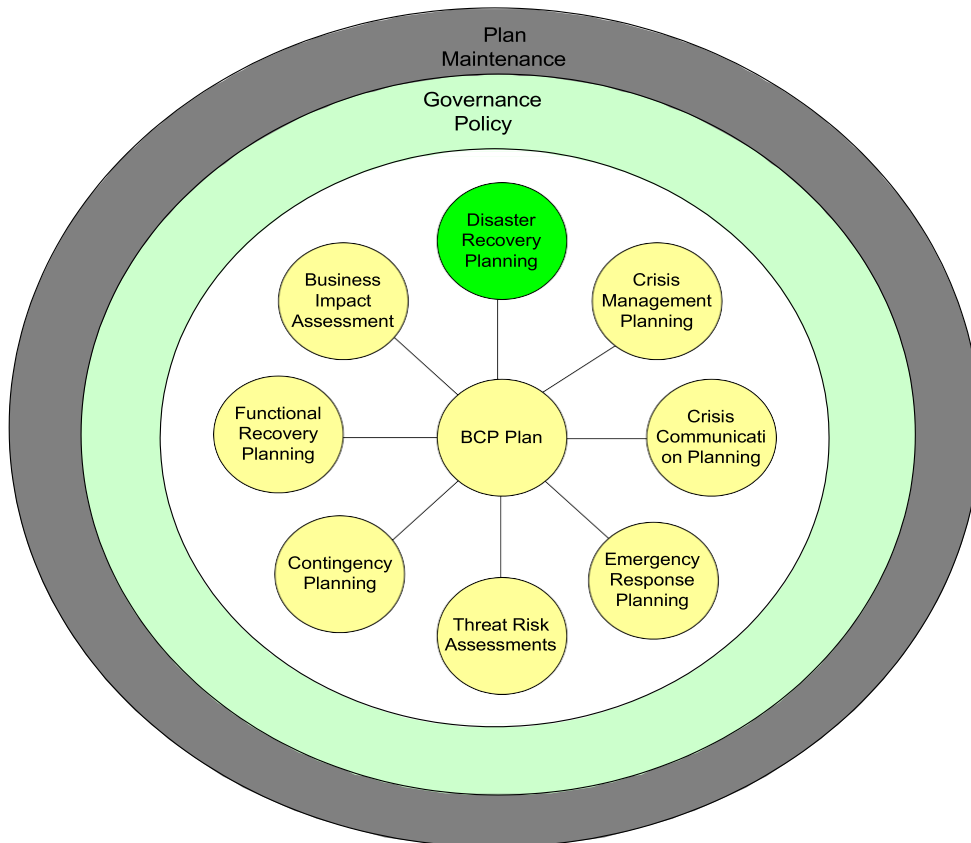 Plan
Maintenance
Governance
Policy
Disaster
Recovery
Planning
Business
Impact
Assessment
Crisis
Management
Planning
Functional
Recovery
Planning
BCP Plan
Crisis
Communicati
on Planning
Contingency
Planning
Emergency
Response
Planning
Threat Risk
Assessments